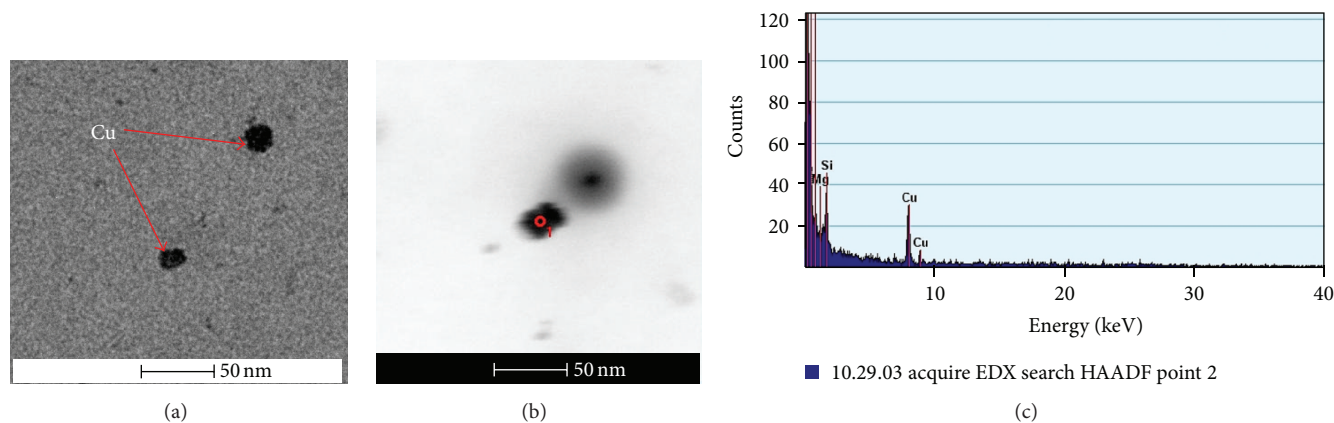 Cu
50 nm
(a)
1
50 nm
(b)
120
100
80
60
40
20
Counts
Mg
Si
Cu
Cu
10
20
30
40
Energy (keV)
10.29.03 acquire EDX search HAADF point 2
(c)